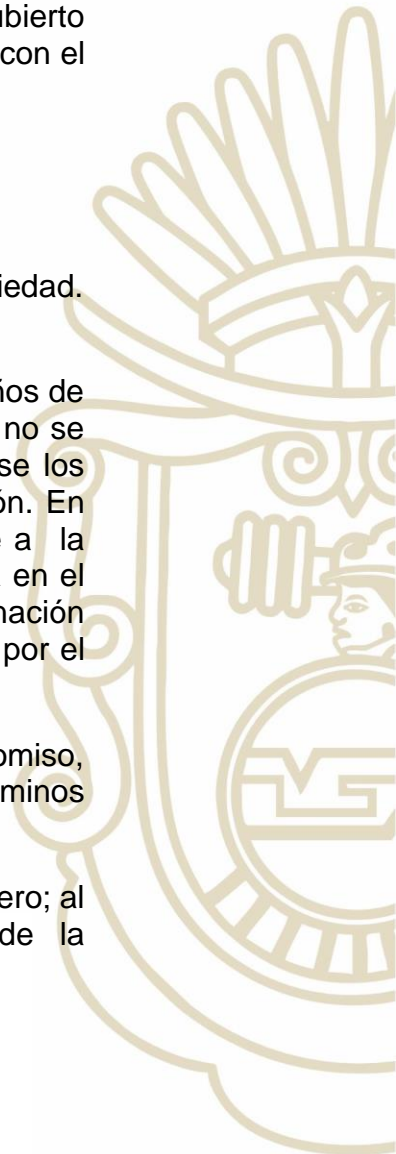 ubierto
con el
iedad.
ños de
no se
se los
ón. En
e a la
en el
nación
por el
omiso,
minos
ero; al
de la